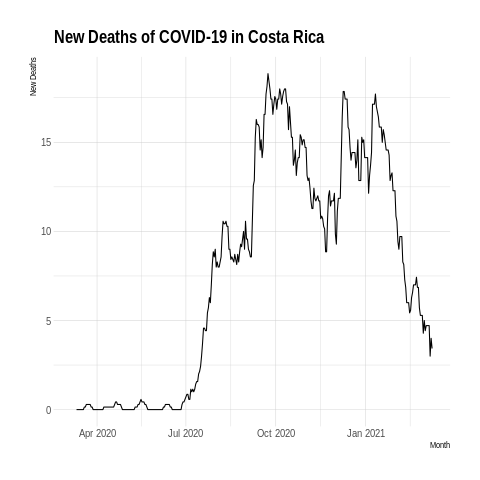 New Deaths of COVID-19 in Costa Rica
New Deaths
15
10
5
0
Apr 2020 Jul 2020 Oct 2020 Jan 2021
Month